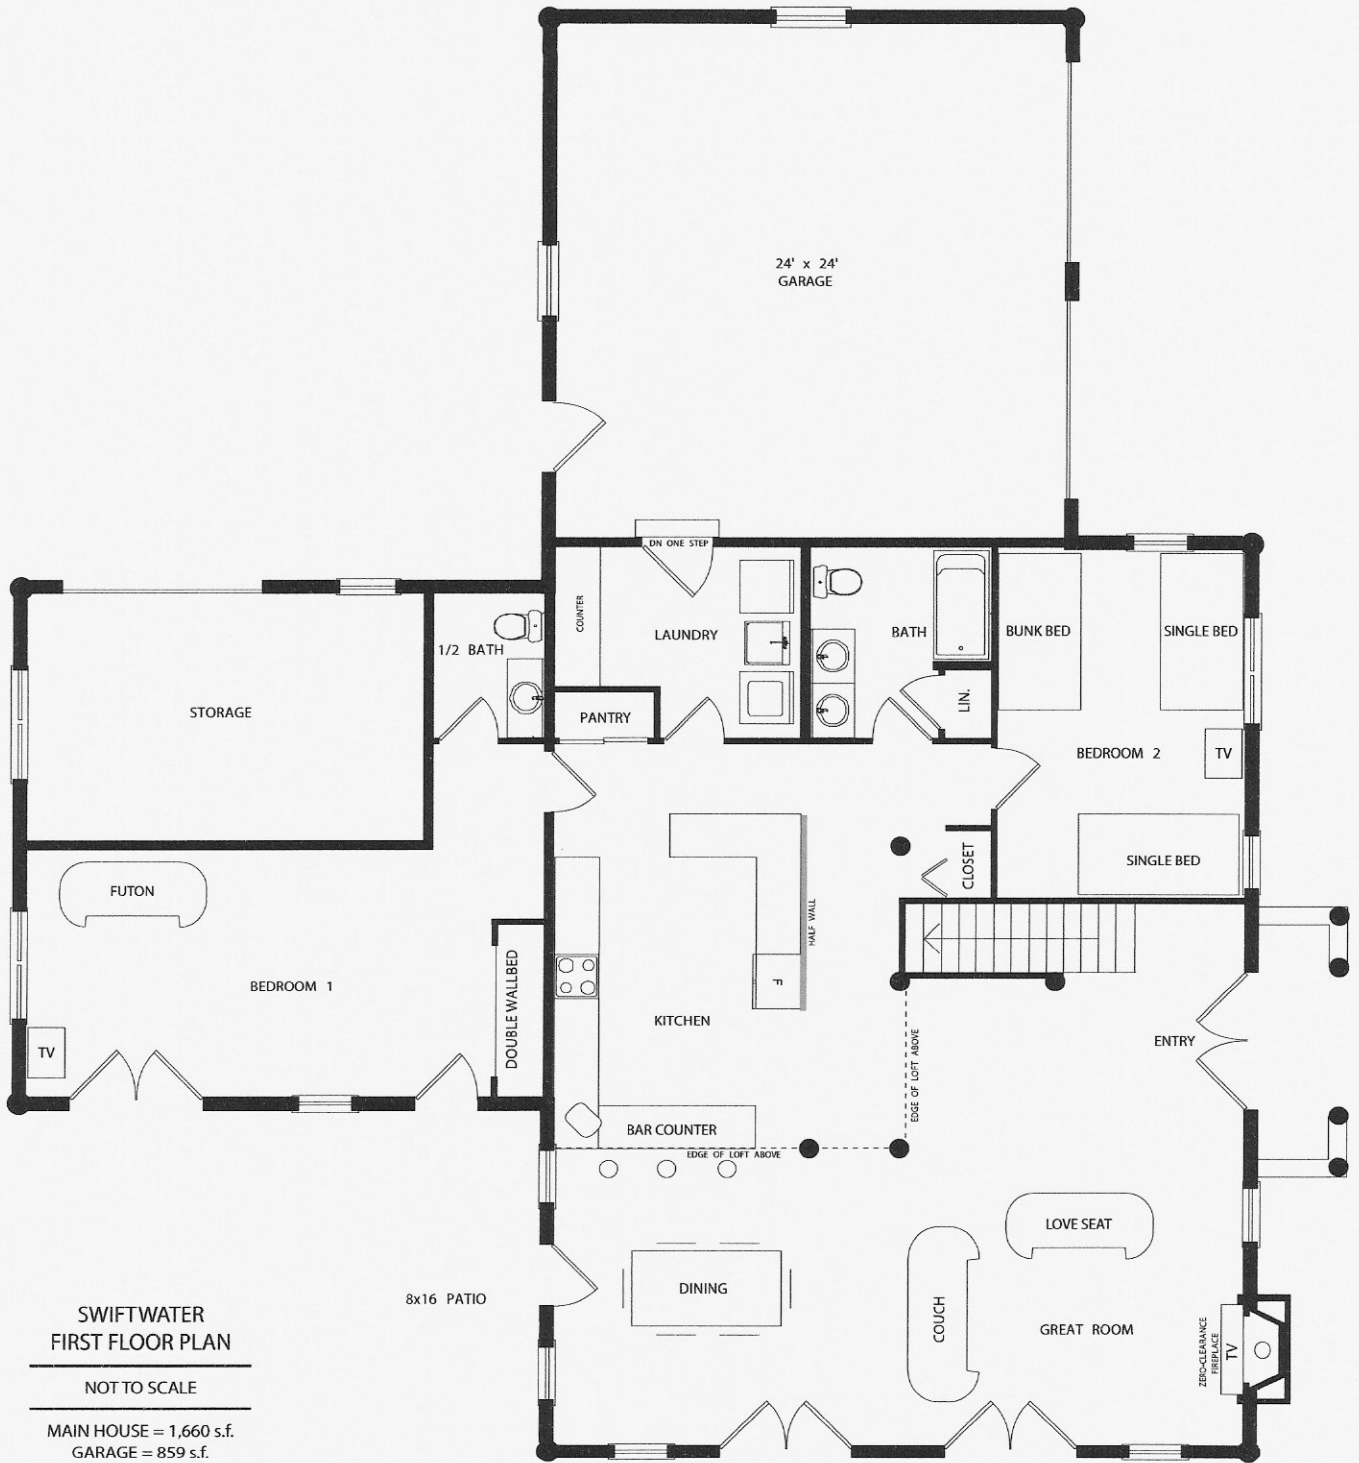 24' x 24'
GARAGE
DN ONE STEP
COUNTER
LAUNDRY
1/2 BATH
BATH
BUNK BED
SINGLE BED
STORAGE
PANTRY
LIN.
BEDROOM 2
TV
SINGLE BED
CLOSET
FUTON
HALF WALL
BEDROOM 1
DOUBLE WALLBED
F
KITCHEN
TV
EDGE OF LOFT ABOVE
ENTRY
BAR COUNTER
EDGE OF LOFT ABOVE
LOVE SEAT
DINING
8x16 PATIO
COUCH
GREAT ROOM
ZERO-CLEARANCE
FIREPLACE
TV
SWIFTWATER
FIRST FLOOR PLAN
NOT TO SCALE
MAIN HOUSE = 1,660 s.f.
GARAGE = 859 s.f.